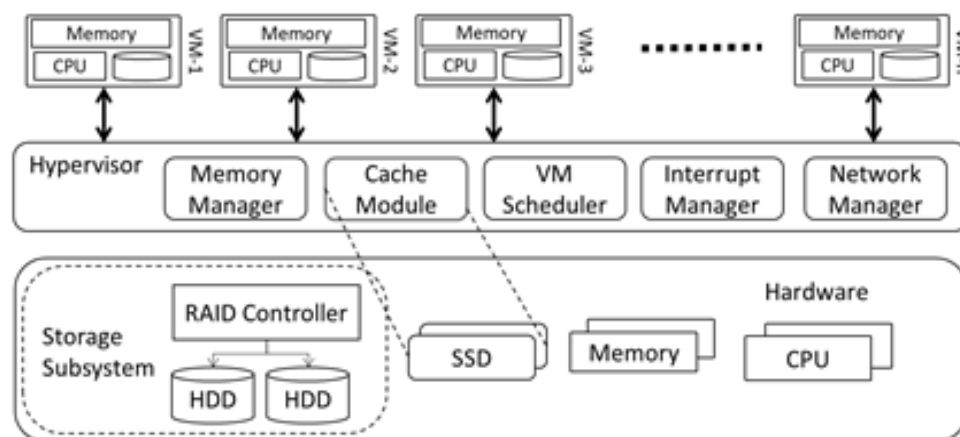 Memory
CPU
VM-1
Memory
CPU
VM-2
Memory
CPU
VM-3
Memory
CPU
Hypervisor
Memory
Manager
Cache
Module
VM
Scheduler
Interrupt
Manager
Network
Manager
Storage
Subsystem
RAID Controller
HDD
HDD
SSD
Memory
Hardware
CPU